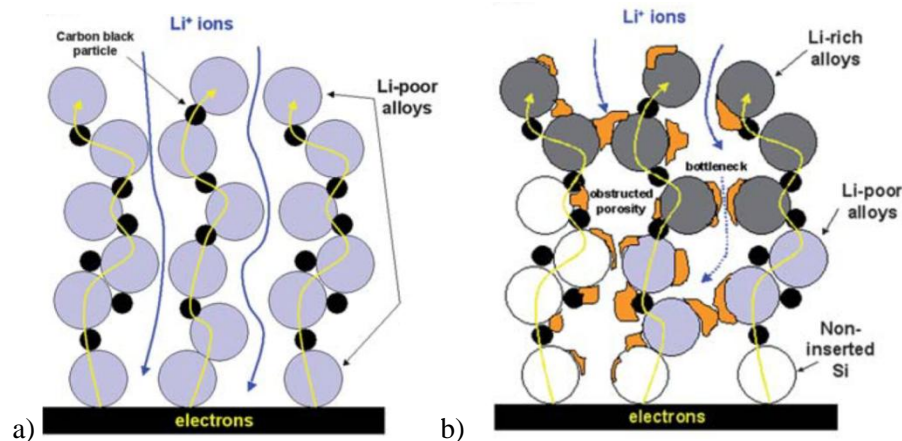 Li⁺ ions
Carbon black
particle
Li-poor
alloys
electrons
a)
Li⁺ ions
Li-rich
alloys
bottleneck
obstructed
porosity
Li-poor
alloys
Non-
inserted
Si
electrons
b)